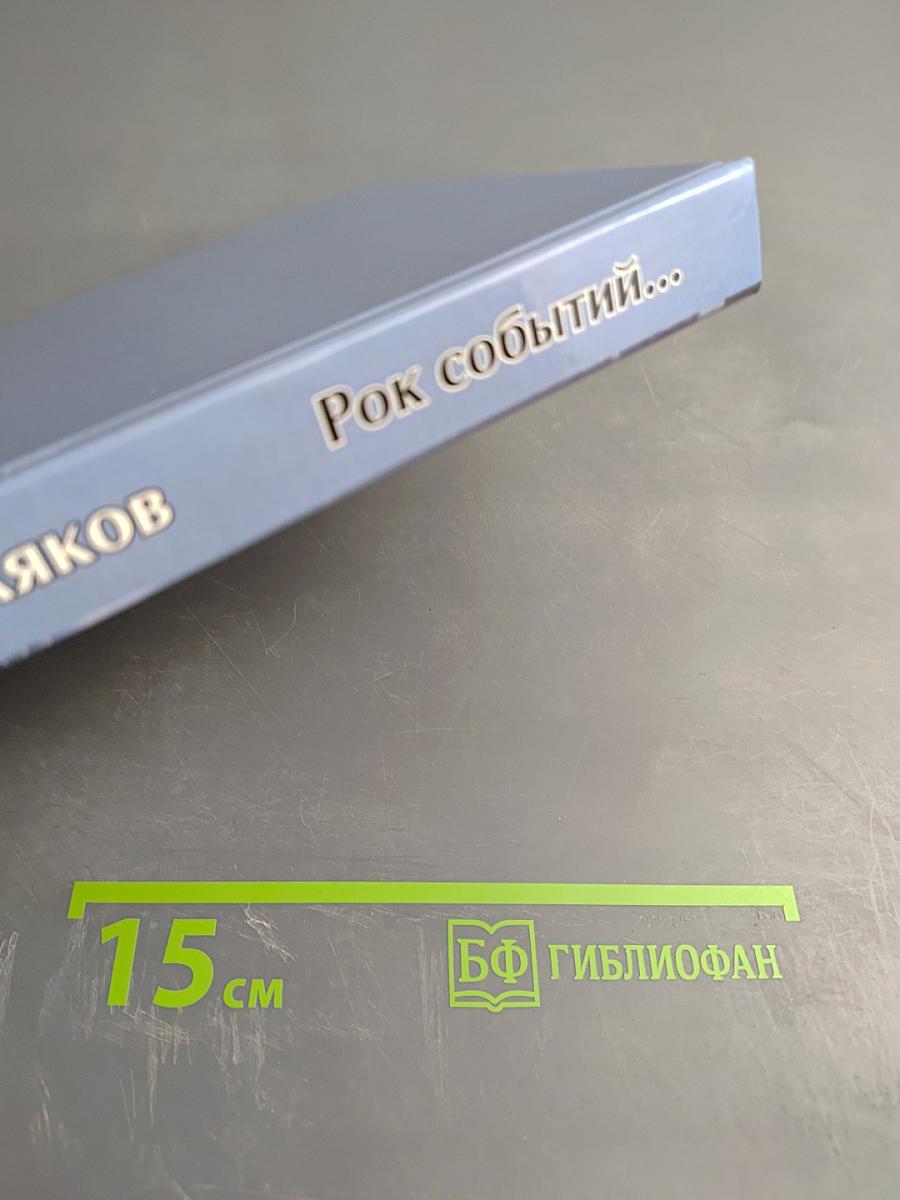 Рок событий...
ляков
15 см
БФ ГИБЛИОФАН